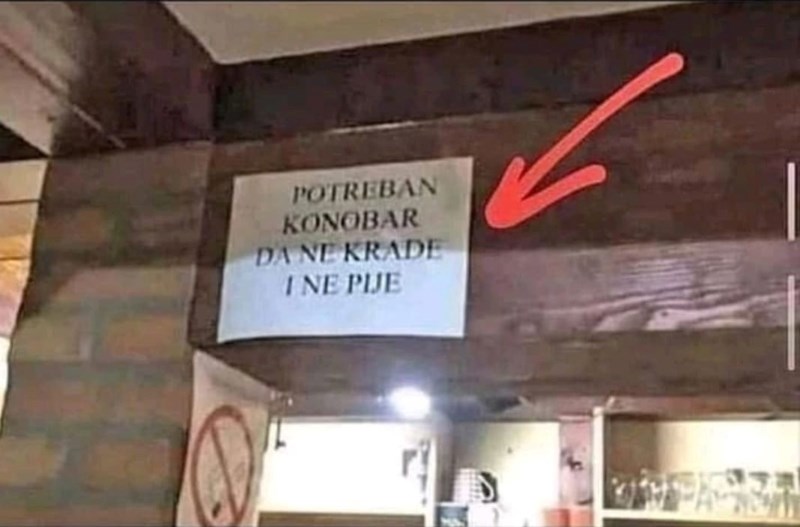 POTREBAN
KONOBAR
DA NE KRADE
I NE PIJE